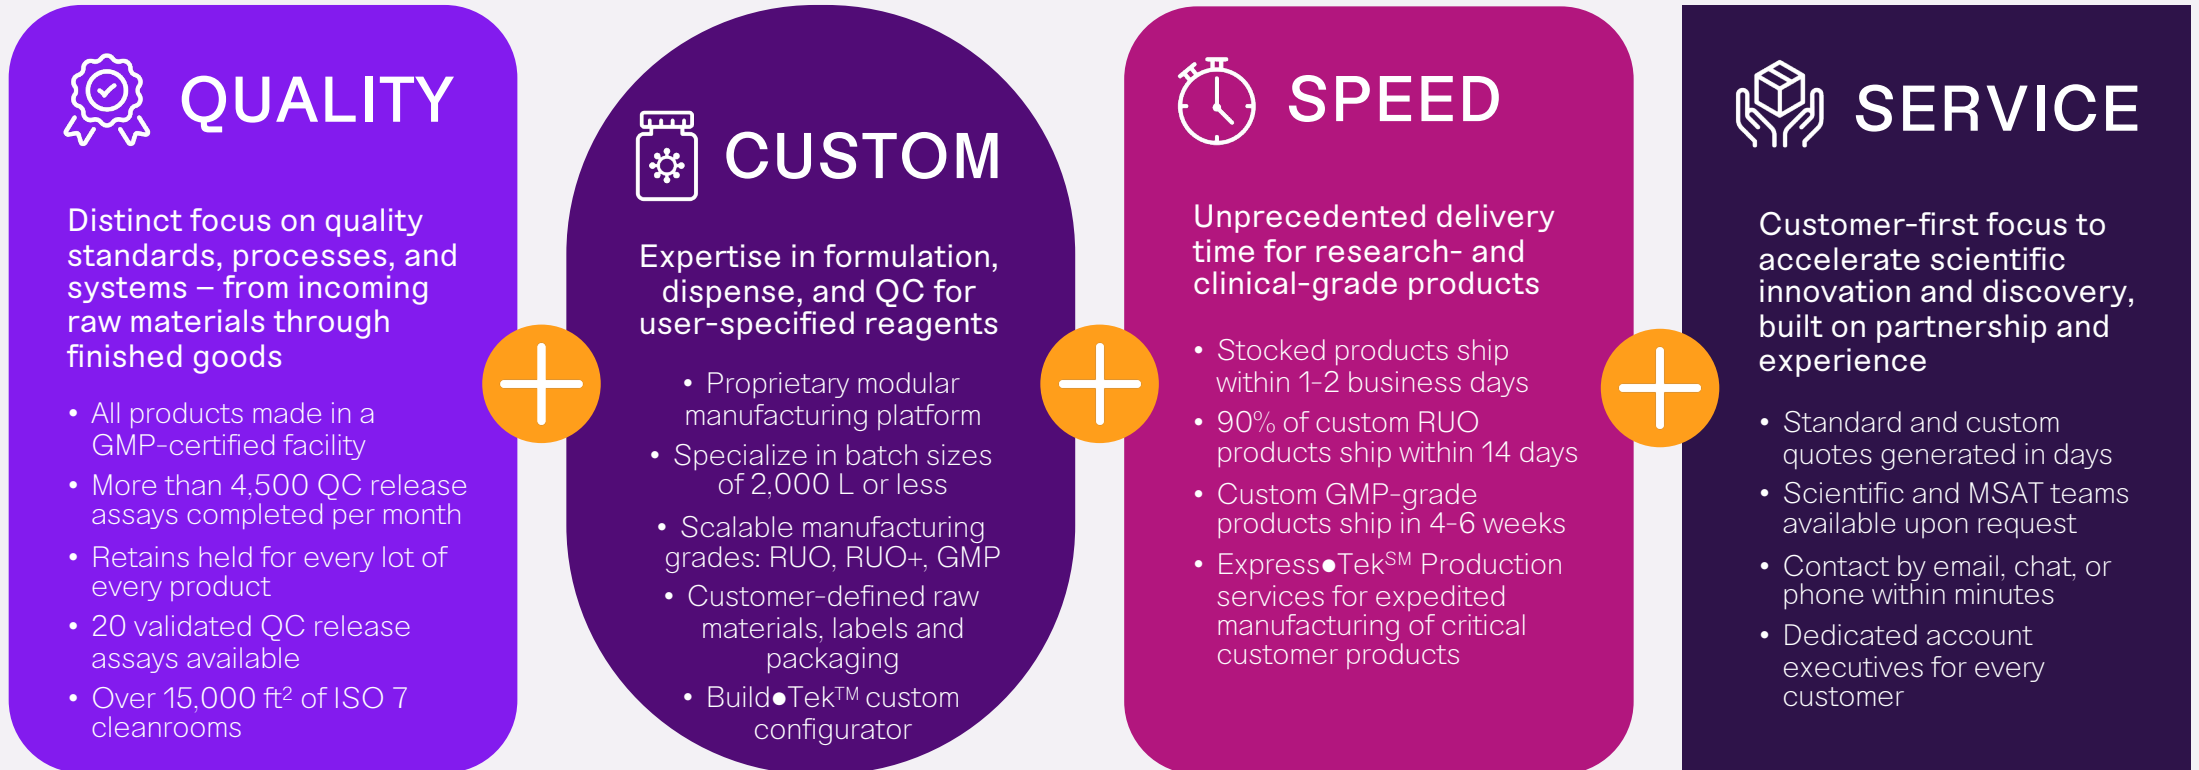 QUALITY
Distinct focus on quality
standards, processes, and
systems – from incoming
raw materials through
finished goods
• All products made in a
GMP-certified facility
• More than 4,500 QC release
assays completed per month
• Retains held for every lot of
every product
• 20 validated QC release
assays available
• Over 15,000 ft² of ISO 7
cleanrooms
CUSTOM
Expertise in formulation,
dispense, and QC for
user-specified reagents
• Proprietary modular
manufacturing platform
• Specialize in batch sizes
of 2,000 L or less
• Scalable manufacturing
grades: RUO, RUO+, GMP
• Customer-defined raw
materials, labels and
packaging
• Build●Tek™ custom
configurator
SPEED
Unprecedented delivery
time for research- and
clinical-grade products
• Stocked products ship
within 1-2 business days
• 90% of custom RUO
products ship within 14 days
• Custom GMP-grade
products ship in 4-6 weeks
• Express●Tek℠ Production
services for expedited
manufacturing of critical
customer products
SERVICE
Customer-first focus to
accelerate scientific
innovation and discovery,
built on partnership and
experience
• Standard and custom
quotes generated in days
• Scientific and MSAT teams
available upon request
• Contact by email, chat, or
phone within minutes
• Dedicated account
executives for every
customer